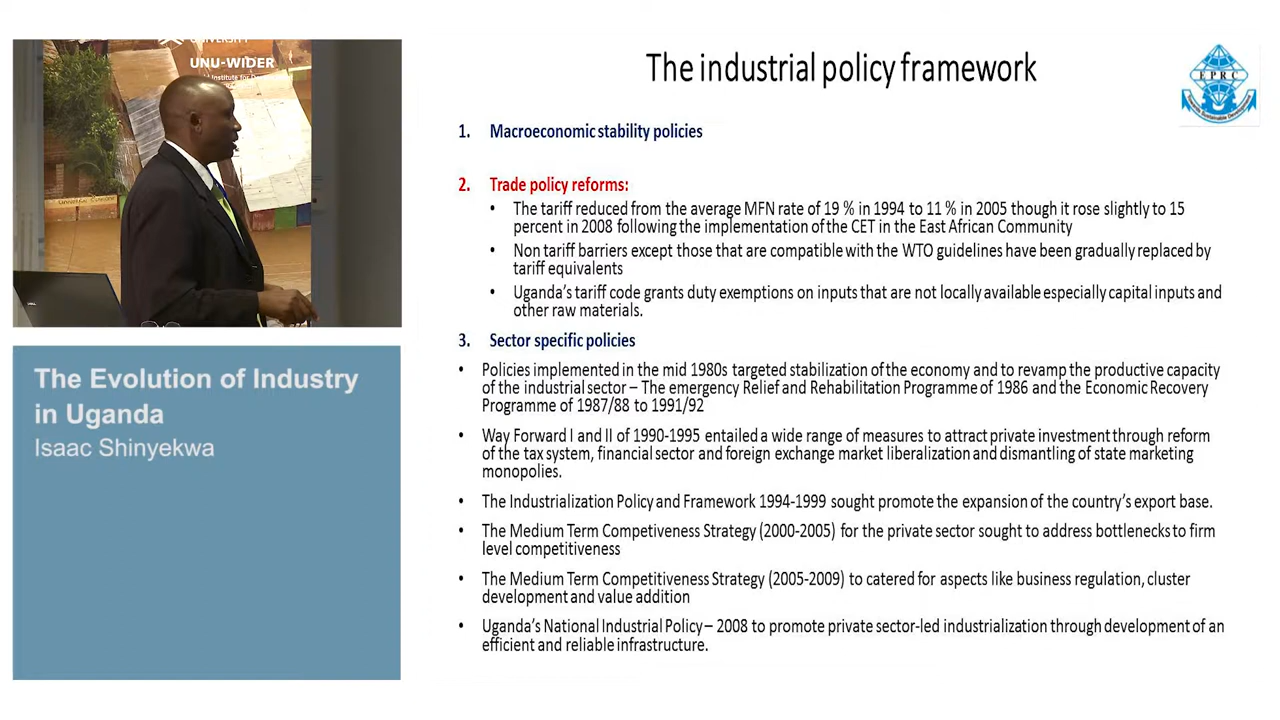 UNIVERSITY
UNU-WIDER
Institute for De
The industrial policy framework
E P R C
1. Macroeconomic stability policies
2. Trade policy reforms:
• The tariff reduced from the average MFN rate of 19 % in 1994 to 11 % in 2005 though it rose slightly to 15
percent in 2008 following the implementation of the CET in the East African Community
• Non tariff barriers except those that are compatible with the WTO guidelines have been gradually replaced by
tariff equivalents
• Uganda's tariff code grants duty exemptions on inputs that are not locally available especially capital inputs and
other raw materials.
3. Sector specific policies
• Policies implemented in the mid 1980s targeted stabilization of the economy and to revamp the productive capacity
of the industrial sector – The emergency Relief and Rehabilitation Programme of 1986 and the Economic Recovery
Programme of 1987/88 to 1991/92
• Way Forward I and II of 1990-1995 entailed a wide range of measures to attract private investment through reform
of the tax system, financial sector and foreign exchange market liberalization and dismantling of state marketing
monopolies.
• The Industrialization Policy and Framework 1994-1999 sought promote the expansion of the country's export base.
• The Medium Term Competiveness Strategy (2000-2005) for the private sector sought to address bottlenecks to firm
level competitiveness
• The Medium Term Competitiveness Strategy (2005-2009) to catered for aspects like business regulation, cluster
development and value addition
• Uganda's National Industrial Policy – 2008 to promote private sector-led industrialization through development of an
efficient and reliable infrastructure.
The Evolution of Industry
in Uganda
Isaac Shinyekwa